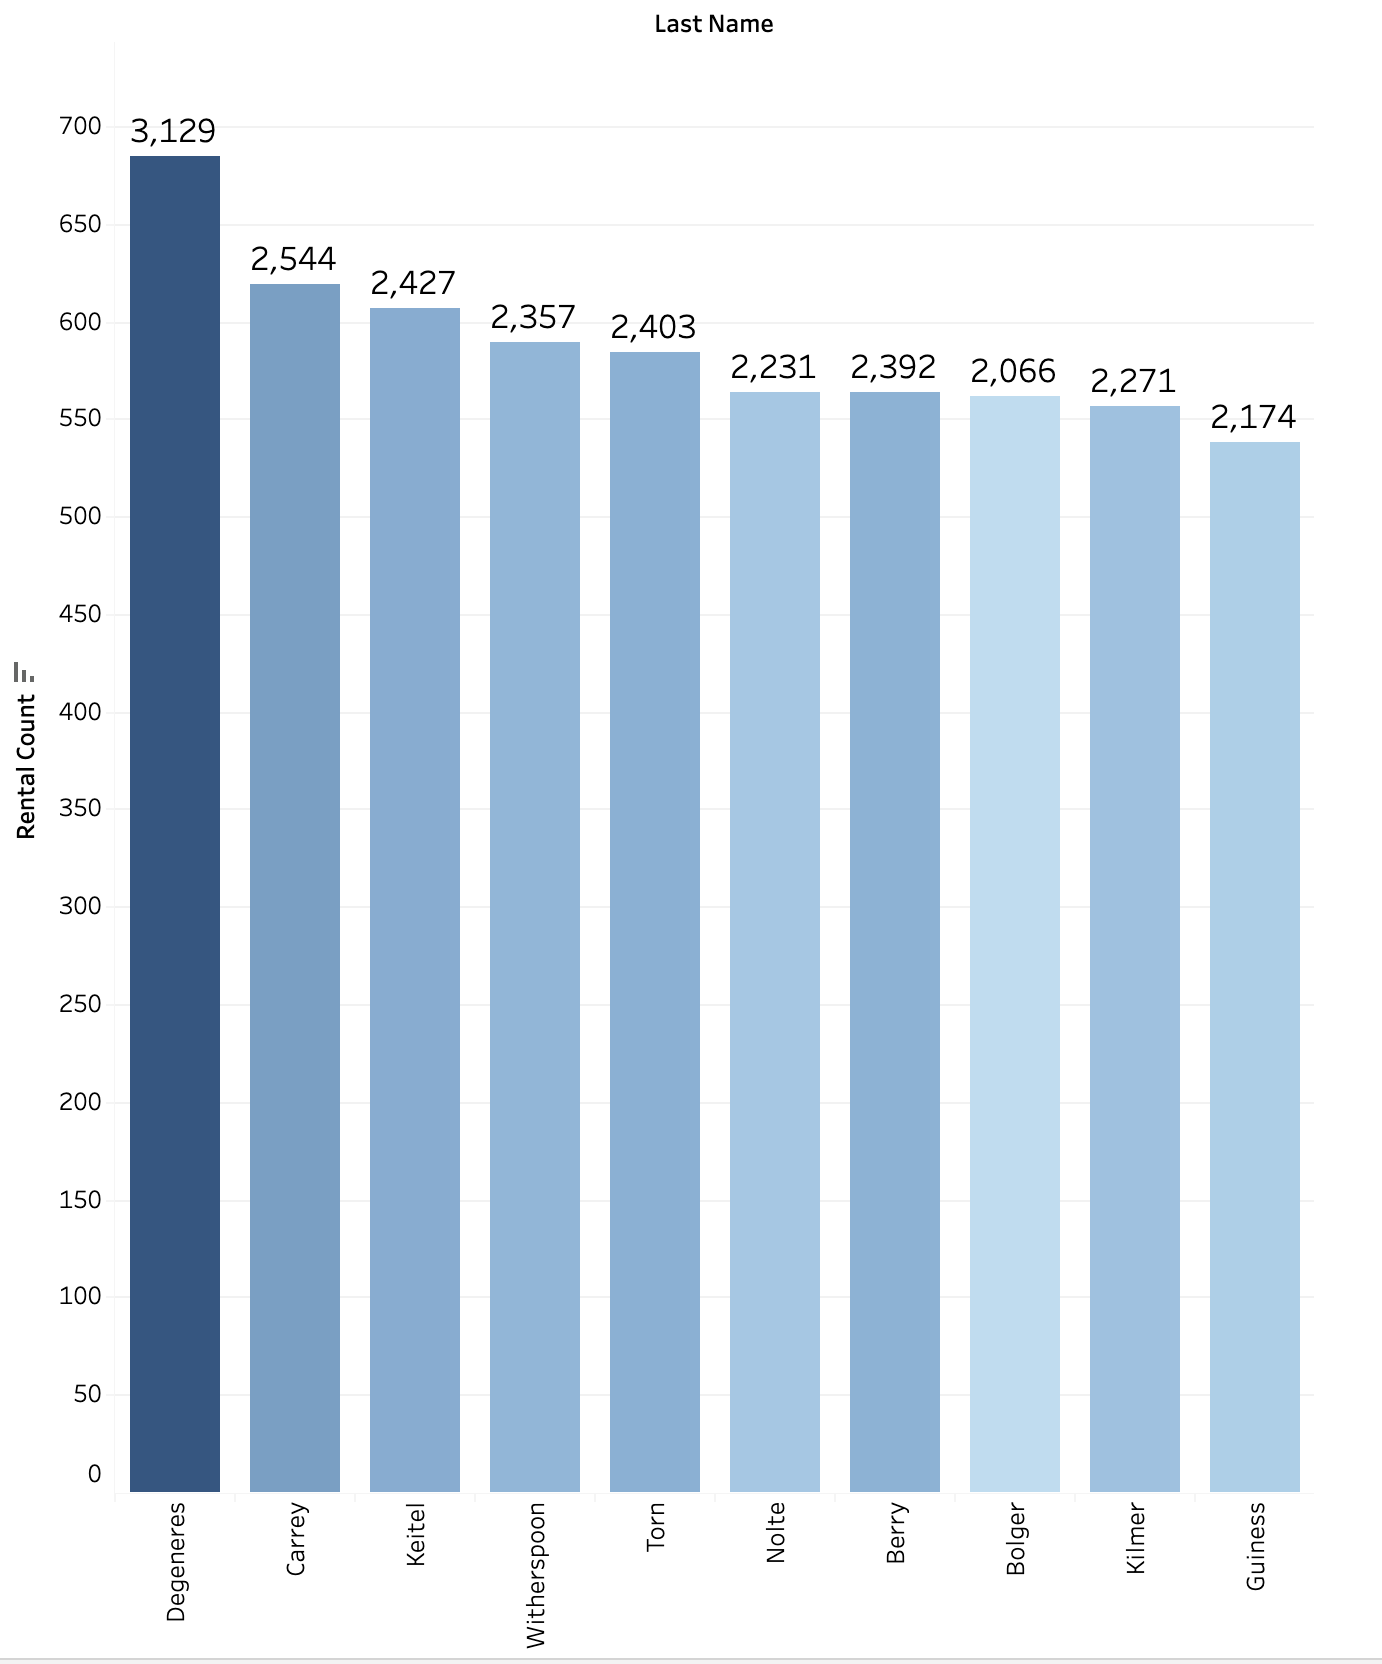 Last Name
700
650
600
550
500
450
400
350
300
250
200
150
100
50
0
Rental Count
3,129
2,544
2,427
2,357
2,403
2,231
2,392
2,066
2,271
2,174
Degeneres
Carrey
Keitel
Witherspoon
Torn
Nolte
Berry
Bolger
Kilmer
Guiness